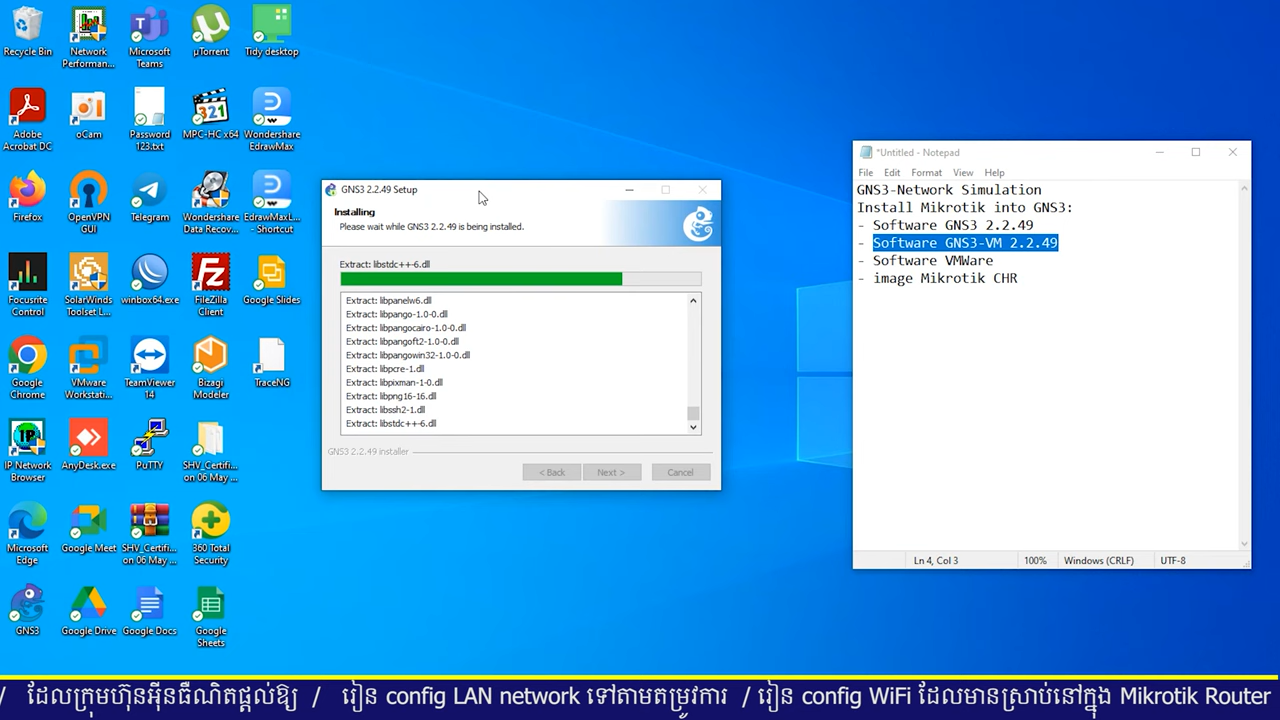 Recycle Bin
Network
Performan...
Microsoft
Teams
µTorrent
Tidy desktop
Adobe
Acrobat DC
oCam
Password
123.txt
MPC-HC x64
Wondershare
EdrawMax
Firefox
OpenVPN
GUI
Telegram
Wondershare
Data Recov...
EdrawMaxL...
- Shortcut
Focusrite
Control
SolarWinds
Toolset L...
winbox64.exe
FileZilla
Client
Google Slides
Google
Chrome
VMware
Workstati...
TeamViewer
14
Bizagi
Modeler
TraceNG
IP Network
Browser
AnyDesk.exe
PuTTY
SHV_Certifi...
on 06 May ...
Microsoft
Edge
Google Meet
SHV_Certifi...
on 06 May ...
360 Total
Security
GNS3
Google Drive
Google Docs
Google
Sheets
GNS3 2.2.49 Setup
Installing
Please wait while GNS3 2.2.49 is being installed.
Extract: libstdc++-6.dll
Extract: libpanelw6.dll
Extract: libpango-1.0-0.dll
Extract: libpangocairo-1.0-0.dll
Extract: libpangoft2-1.0-0.dll
Extract: libpangowin32-1.0-0.dll
Extract: libpcre-1.dll
Extract: libpixman-1-0.dll
Extract: libpng16-16.dll
Extract: libssh2-1.dll
Extract: libstdc++-6.dll
GNS3 2.2.49 installer
< Back Next > Cancel
*Untitled - Notepad
File Edit Format View Help
GNS3-Network Simulation
Install Mikrotik into GNS3:
- Software GNS3 2.2.49
- Software GNS3-VM 2.2.49
- Software VMWare
- image Mikrotik CHR
Ln 4, Col 3 100% Windows (CRLF) UTF-8
/ ដែលក្រុមហ៊ុនអ៊ីនធឺណិតផ្តល់ឱ្យ / រៀន config LAN network ទៅតាមតម្រូវការ / រៀន config WiFi ដែលមានស្រាប់នៅក្នុង Mikrotik Router